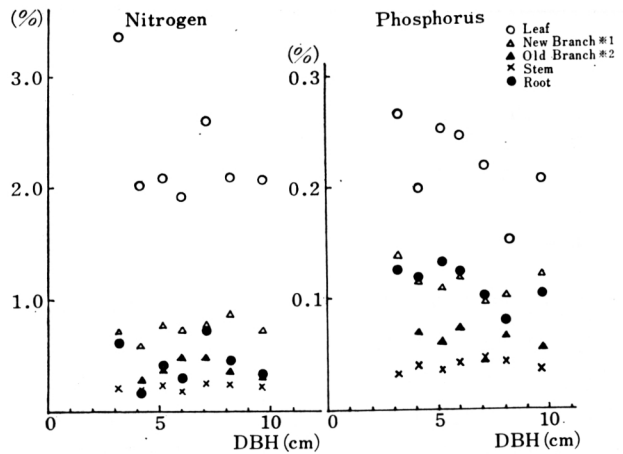 (%) Nitrogen
3.0
2.0
1.0
0 5 10
DBH (cm)
Phosphorus
(%)
0.3
0.2
0.1
0 5 10
DBH (cm)
Leaf
New Branch※1
Old Branch※2
Stem
Root